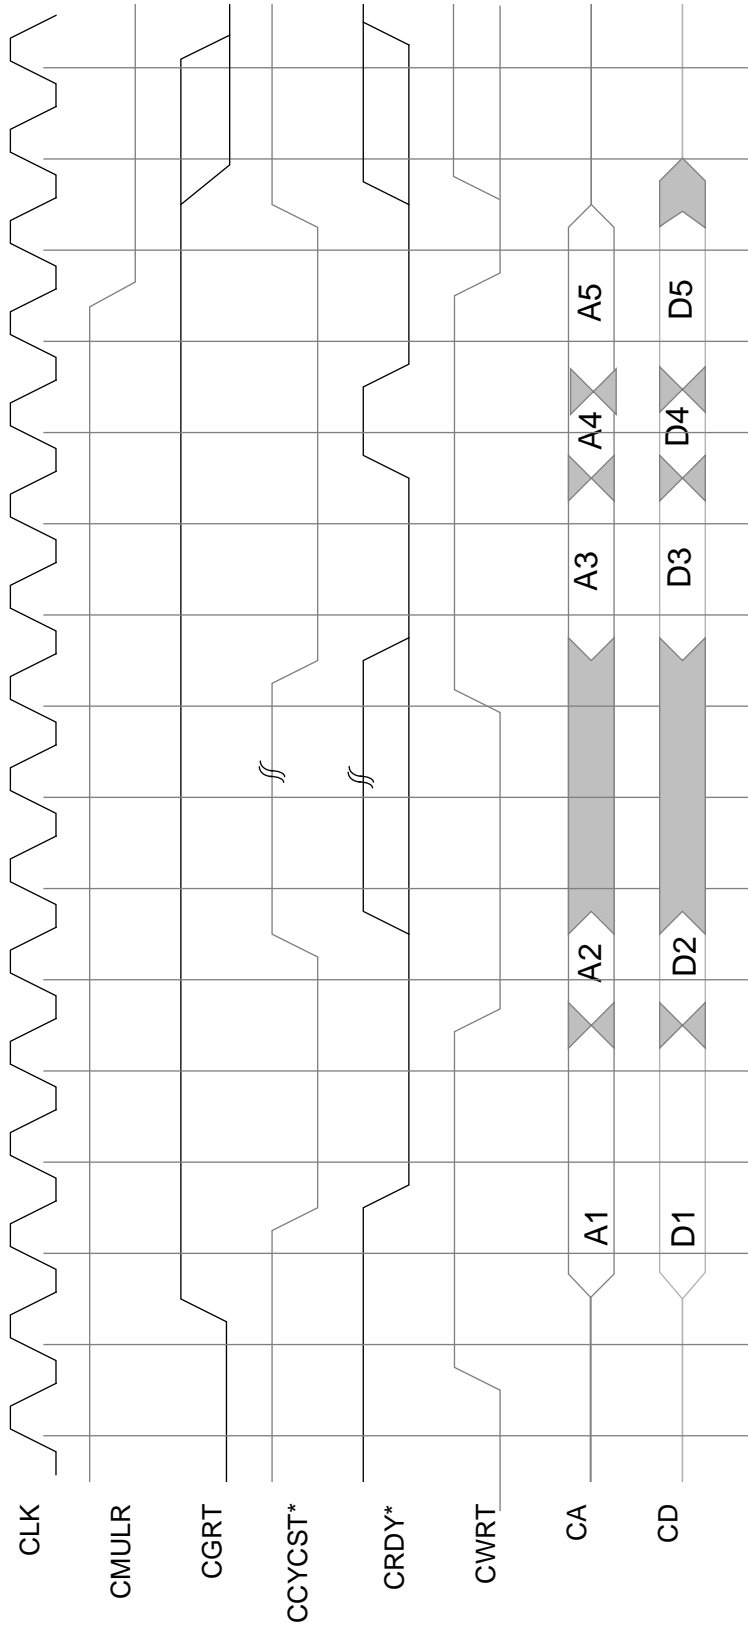 CLK
CMULR
CGRT
CCYCST*
CRDY*
CWRT
CA A1 A2 A3 A4 A5
CD D1 D2 D3 D4 D5